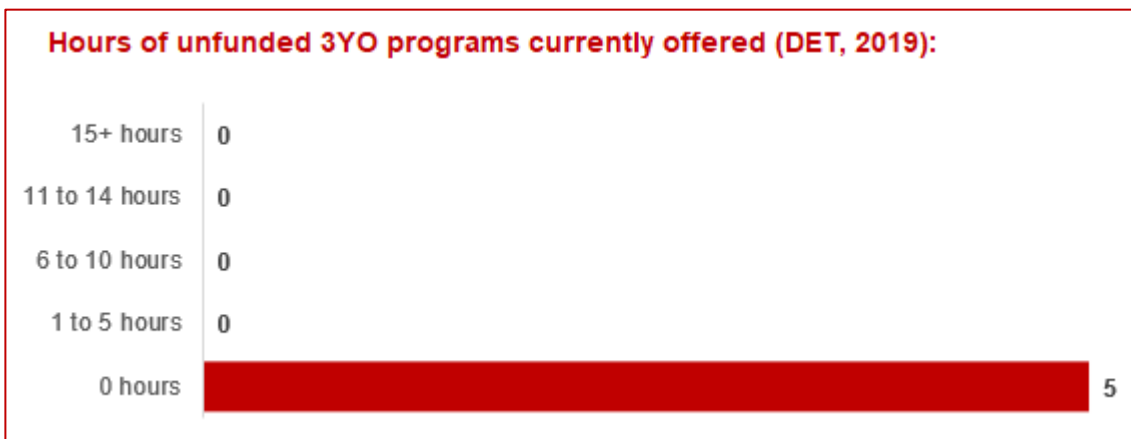 Hours of unfunded 3YO programs currently offered (DET, 2019):
15+ hours 0
11 to 14 hours 0
6 to 10 hours 0
1 to 5 hours 0
0 hours 5